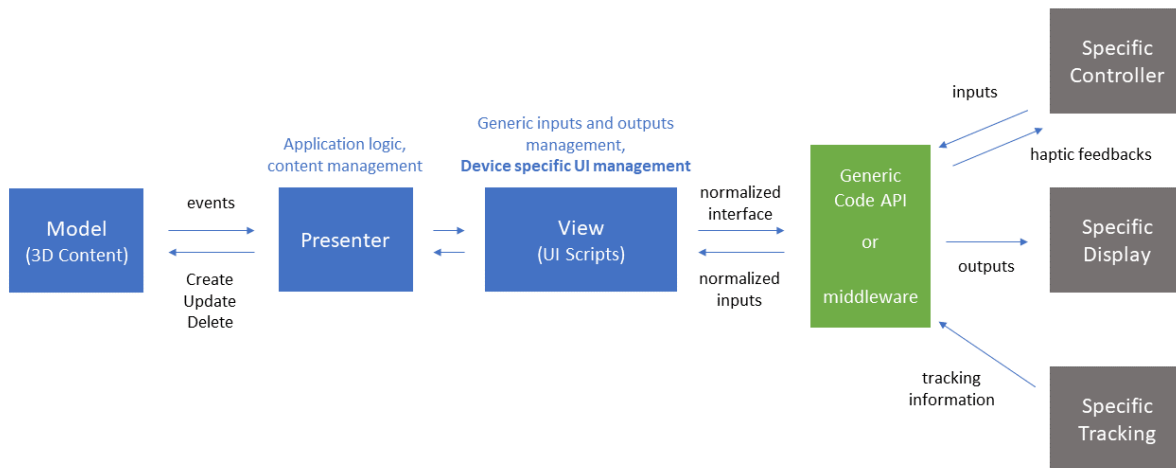 Model
(3D Content)
events
Create
Update
Delete
Application logic,
content management
Presenter
Generic inputs and outputs
management,
Device specific UI management
View
(UI Scripts)
normalized
interface
normalized
inputs
Generic
Code API
or
middleware
inputs
haptic feedbacks
outputs
tracking
information
Specific
Controller
Specific
Display
Specific
Tracking